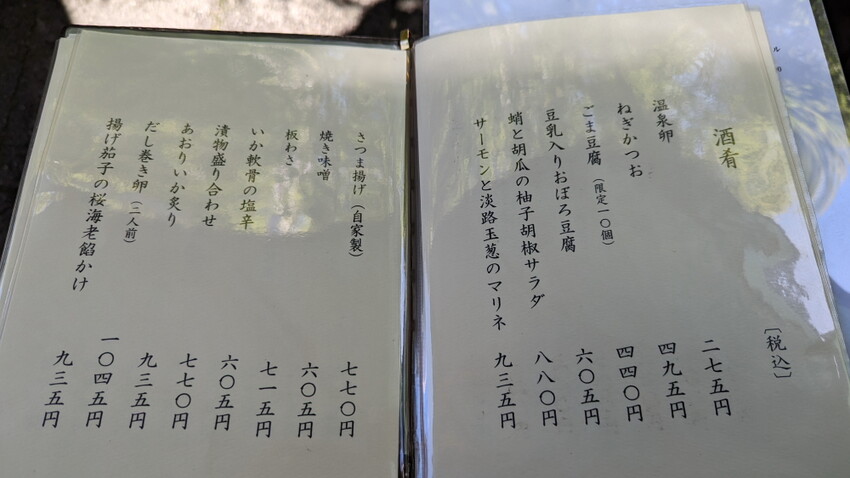 〔税込〕
酒肴
温泉卵 二七五円
ねぎかつお 四九五円
ごま豆腐(限定一〇個) 四四〇円
豆乳入りおぼろ豆腐 六〇五円
蛸と胡瓜の柚子胡椒サラダ 八八〇円
サーモンと淡路玉葱のマリネ 九三五円
さつま揚げ(自家製) 七七〇円
焼き味噌 六〇五円
板わさ 七一五円
いか軟骨の塩辛 六〇五円
漬物盛り合わせ 七七〇円
あおりいか炙り 九三五円
だし巻き卵(二人前) 一〇四五円
揚げ茄子の桜海老餡かけ 九三五円